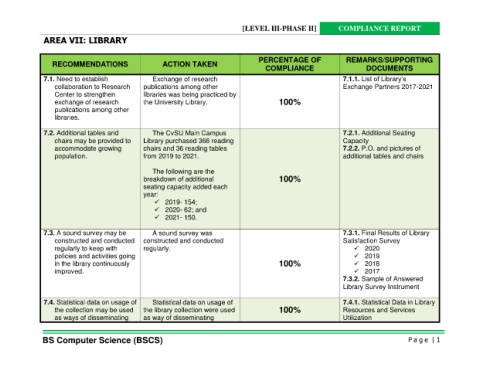 [LEVEL III-PHASE II] COMPLIANCE REPORT
AREA VII: LIBRARY
RECOMMENDATIONS
ACTION TAKEN
PERCENTAGE OF
COMPLIANCE
REMARKS/SUPPORTING
DOCUMENTS
7.1. Need to establish
collaboration to Research
Center to strengthen
exchange of research
publications among other
libraries.
Exchange of research
publications among other
libraries was being practiced by
the University Library.
100%
7.1.1. List of Library's
Exchange Partners 2017-2021
7.2. Additional tables and
chairs may be provided to
accommodate growing
population.
The CvSU Main Campus
Library purchased 366 reading
chairs and 36 reading tables
from 2019 to 2021.
The following are the
breakdown of additional
seating capacity added each
year:
✓ 2019- 154;
✓ 2020- 62; and
✓ 2021- 150.
100%
7.2.1. Additional Seating
Capacity
7.2.2. P.O. and pictures of
additional tables and chairs
7.3. A sound survey may be
constructed and conducted
regularly to keep with
policies and activities going
in the library continuously
improved.
A sound survey was
constructed and conducted
regularly.
100%
7.3.1. Final Results of Library
Satisfaction Survey
✓ 2020
✓ 2019
✓ 2018
✓ 2017
7.3.2. Sample of Answered
Library Survey Instrument
7.4. Statistical data on usage of
the collection may be used
as ways of disseminating
Statistical data on usage of
the library collection were used
as way of disseminating
100%
7.4.1. Statistical Data in Library
Resources and Services
Utilization
BS Computer Science (BSCS)
Page | 1